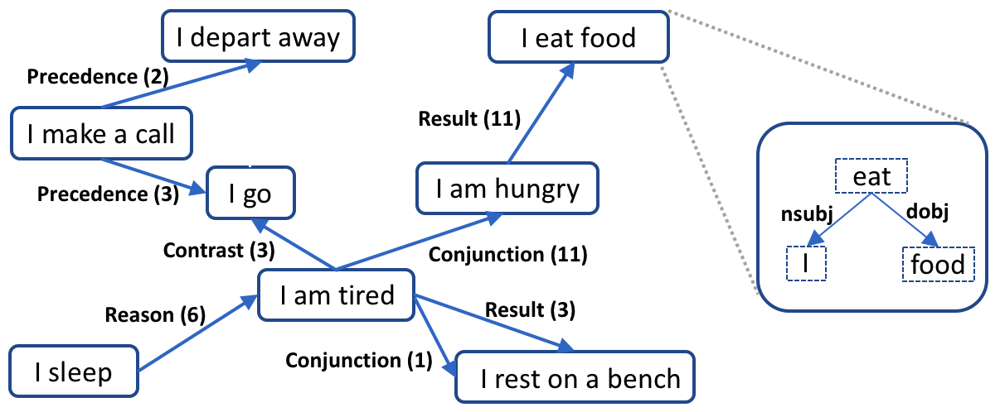 I depart away
I eat food
Precedence (2)
Result (11)
I make a call
eat
I go
I am hungry
Precedence (3)
nsubj
dobj
Contrast (3)
Conjunction (11)
I
food
I am tired
Reason (6)
Result (3)
Conjunction (1)
I sleep
I rest on a bench